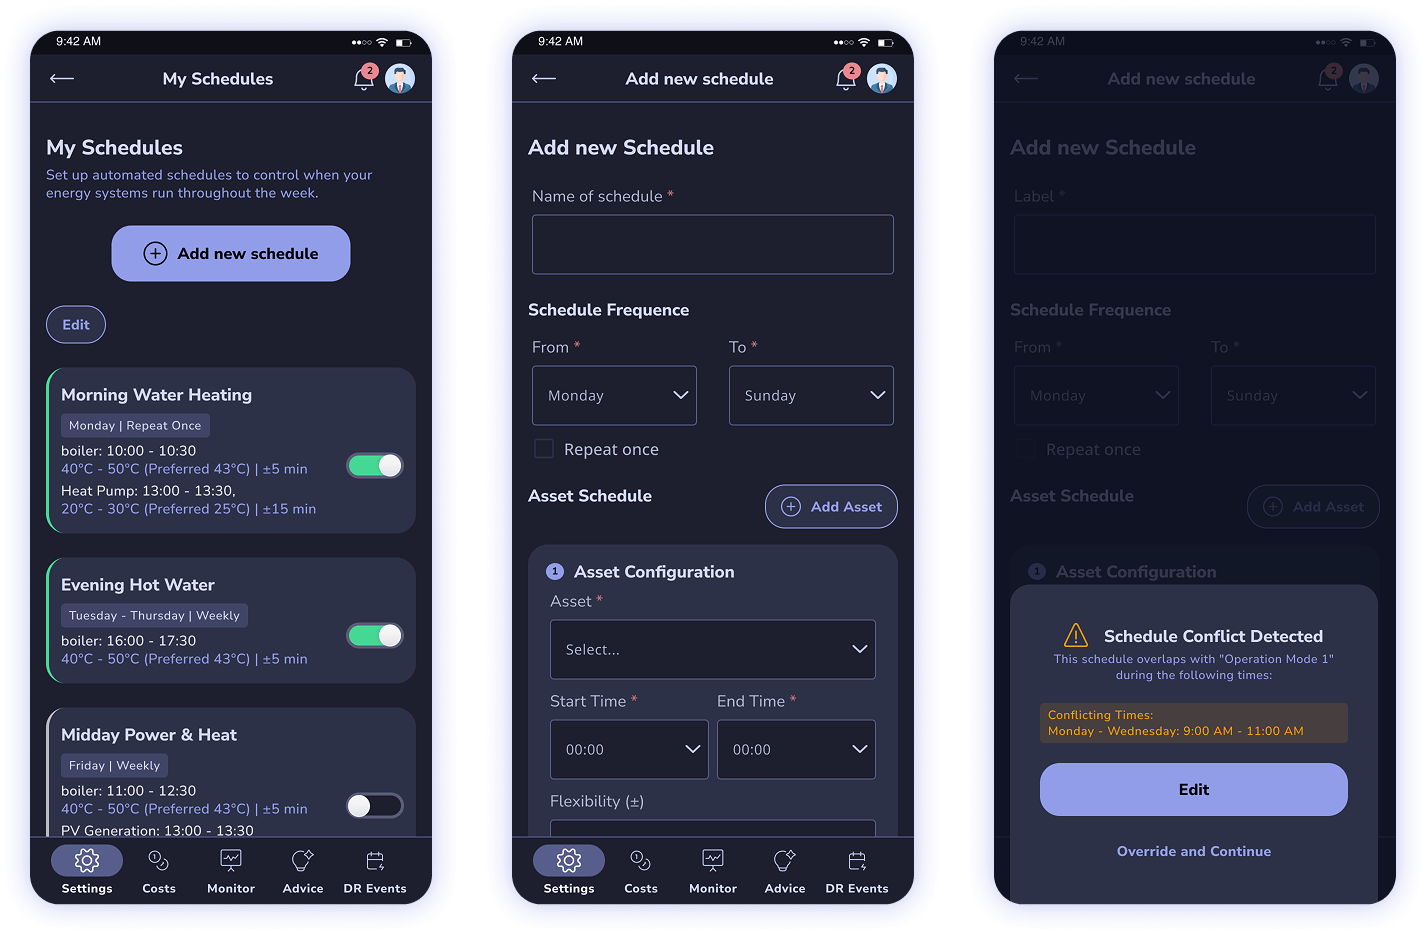 9:42 AM
My Schedules
2
My Schedules
Set up automated schedules to control when your
energy systems run throughout the week.
Add new schedule
Edit
Morning Water Heating
Monday | Repeat Once
boiler: 10:00 - 10:30
40°C - 50°C (Preferred 43°C) | ±5 min
Heat Pump: 13:00 - 13:30,
20°C - 30°C (Preferred 25°C) | ±15 min
Evening Hot Water
Tuesday - Thursday | Weekly
boiler: 16:00 - 17:30
40°C - 50°C (Preferred 43°C) | ±5 min
Midday Power & Heat
Friday | Weekly
boiler: 11:00 - 12:30
40°C - 50°C (Preferred 43°C) | ±5 min
PV Generation: 13:00 - 13:30
Settings Costs Monitor Advice DR Events
9:42 AM
Add new schedule
2
Add new Schedule
Name of schedule *
Schedule Frequence
From * To *
Monday Sunday
Repeat once
Asset Schedule
Add Asset
1 Asset Configuration
Asset *
Select...
Start Time * End Time *
00:00 00:00
Flexibility (±)
Settings Costs Monitor Advice DR Events
9:42 AM
Add new schedule
2
Add new Schedule
Label *
Schedule Frequence
From * To *
Monday Sunday
Repeat once
Asset Schedule
Add Asset
1 Asset Configuration
Schedule Conflict Detected
This schedule overlaps with "Operation Mode 1"
during the following times:
Conflicting Times:
Monday - Wednesday: 9:00 AM - 11:00 AM
Edit
Override and Continue